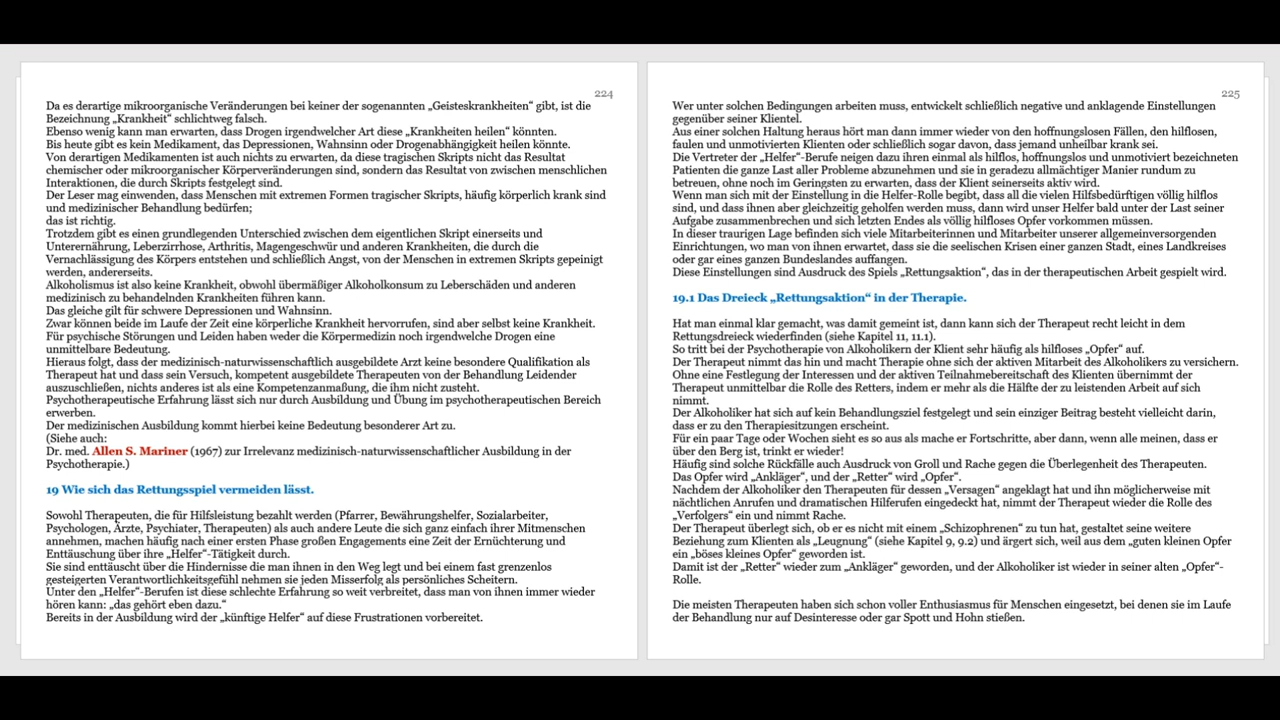 224
Da es derartige mikroorganische Veränderungen bei keiner der sogenannten „Geisteskrankheiten“ gibt, ist die
Bezeichnung „Krankheit“ schlichtweg falsch.
Ebenso wenig kann man erwarten, dass Drogen irgendwelcher Art diese „Krankheiten heilen“ könnten.
Bis heute gibt es kein Medikament, das Depressionen, Wahnsinn oder Drogenabhängigkeit heilen könnte.
Von derartigen Medikamenten ist auch nichts zu erwarten, da diese tragischen Skripts nicht das Resultat
chemischer oder mikroorganischer Körperveränderungen sind, sondern das Resultat von zwischen menschlichen
Interaktionen, die durch Skripts festgelegt sind.
Der Leser mag einwenden, dass Menschen mit extremen Formen tragischer Skripts, häufig körperlich krank sind
und medizinischer Behandlung bedürfen;
das ist richtig.
Trotzdem gibt es einen grundlegenden Unterschied zwischen dem eigentlichen Skript einerseits und
Unterernährung, Leberzirrhose, Arthritis, Magengeschwür und anderen Krankheiten, die durch die
Vernachlässigung des Körpers entstehen und schließlich Angst, von der Menschen in extremen Skripts gepeinigt
werden, andererseits.
Alkoholismus ist also keine Krankheit, obwohl übermäßiger Alkoholkonsum zu Leberschäden und anderen
medizinisch zu behandelnden Krankheiten führen kann.
Das gleiche gilt für schwere Depressionen und Wahnsinn.
Zwar können beide im Laufe der Zeit eine körperliche Krankheit hervorrufen, sind aber selbst keine Krankheit.
Für psychische Störungen und Leiden haben weder die Körpermedizin noch irgendwelche Drogen eine
unmittelbare Bedeutung.
Hieraus folgt, dass der medizinisch-naturwissenschaftlich ausgebildete Arzt keine besondere Qualifikation als
Therapeut hat und dass sein Versuch, kompetent ausgebildete Therapeuten von der Behandlung Leidender
auszuschließen, nichts anderes ist als eine Kompetenzanmaßung, die ihm nicht zusteht.
Psychotherapeutische Erfahrung lässt sich nur durch Ausbildung und Übung im psychotherapeutischen Bereich
erwerben.
Der medizinischen Ausbildung kommt hierbei keine Bedeutung besonderer Art zu.
(Siehe auch:
Dr. med. Allen S. Mariner (1967) zur Irrelevanz medizinisch-naturwissenschaftlicher Ausbildung in der
Psychotherapie.)
19 Wie sich das Rettungsspiel vermeiden lässt.
Sowohl Therapeuten, die für Hilfsleistung bezahlt werden (Pfarrer, Bewährungshelfer, Sozialarbeiter,
Psychologen, Ärzte, Psychiater, Therapeuten) als auch andere Leute die sich ganz einfach ihrer Mitmenschen
annehmen, machen häufig nach einer ersten Phase großen Engagements eine Zeit der Ernüchterung und
Enttäuschung über ihre „Helfer“-Tätigkeit durch.
Sie sind enttäuscht über die Hindernisse die man ihnen in den Weg legt und bei einem fast grenzenlos
gesteigerten Verantwortlichkeitsgefühl nehmen sie jeden Misserfolg als persönliches Scheitern.
Unter den „Helfer“-Berufen ist diese schlechte Erfahrung so weit verbreitet, dass man von ihnen immer wieder
hören kann: „das gehört eben dazu.“
Bereits in der Ausbildung wird der „künftige Helfer“ auf diese Frustrationen vorbereitet.
225
Wer unter solchen Bedingungen arbeiten muss, entwickelt schließlich negative und anklagende Einstellungen
gegenüber seiner Klientel.
Aus einer solchen Haltung heraus hört man dann immer wieder von den hoffnungslosen Fällen, den hilflosen,
faulen und unmotivierten Klienten oder schließlich sogar davon, dass jemand unheilbar krank sei.
Die Vertreter der „Helfer“-Berufe neigen dazu ihren einmal als hilflos, hoffnungslos und unmotiviert bezeichneten
Patienten die ganze Last aller Probleme abzunehmen und sie in geradezu allmächtiger Manier rundum zu
betreuen, ohne noch im Geringsten zu erwarten, dass der Klient seinerseits aktiv wird.
Wenn man sich mit der Einstellung in die Helfer-Rolle begibt, dass all die vielen Hilfsbedürftigen völlig hilflos
sind, und dass ihnen aber gleichzeitig geholfen werden muss, dann wird unser Helfer bald unter der Last seiner
Aufgabe zusammenbrechen und sich letzten Endes als völlig hilfloses Opfer vorkommen müssen.
In dieser traurigen Lage befinden sich viele Mitarbeiterinnen und Mitarbeiter unserer allgemeinversorgenden
Einrichtungen, wo man von ihnen erwartet, dass sie die seelischen Krisen einer ganzen Stadt, eines Landkreises
oder gar eines ganzen Bundeslandes auffangen.
Diese Einstellungen sind Ausdruck des Spiels „Rettungsaktion“, das in der therapeutischen Arbeit gespielt wird.
19.1 Das Dreieck „Rettungsaktion“ in der Therapie.
Hat man einmal klar gemacht, was damit gemeint ist, dann kann sich der Therapeut recht leicht in dem
Rettungsdreieck wiederfinden (siehe Kapitel 11, 11.1).
So tritt bei der Psychotherapie von Alkoholikern der Klient sehr häufig als hilfloses „Opfer“ auf.
Der Therapeut nimmt das hin und macht Therapie ohne sich der aktiven Mitarbeit des Alkoholikers zu versichern.
Ohne eine Festlegung der Interessen und der aktiven Teilnahmebereitschaft des Klienten übernimmt der
Therapeut unmittelbar die Rolle des Retters, indem er mehr als die Hälfte der zu leistenden Arbeit auf sich
nimmt.
Der Alkoholiker hat sich auf kein Behandlungsziel festgelegt und sein einziger Beitrag besteht vielleicht darin,
dass er zu den Therapiesitzungen erscheint.
Für ein paar Tage oder Wochen sieht es so aus als mache er Fortschritte, aber dann, wenn alle meinen, dass er
über den Berg ist, trinkt er wieder!
Häufig sind solche Rückfälle auch Ausdruck von Groll und Rache gegen die Überlegenheit des Therapeuten.
Das Opfer wird „Ankläger“, und der „Retter“ wird „Opfer“.
Nachdem der Alkoholiker den Therapeuten für dessen „Versagen“ angeklagt hat und ihn möglicherweise mit
nächtlichen Anrufen und dramatischen Hilferufen eingedeckt hat, nimmt der Therapeut wieder die Rolle des
„Verfolgers“ ein und nimmt Rache.
Der Therapeut überlegt sich, ob er es nicht mit einem „Schizophrenen“ zu tun hat, gestaltet seine weitere
Beziehung zum Klienten als „Leugnung“ (siehe Kapitel 9, 9.2) und ärgert sich, weil aus dem „guten kleinen Opfer
ein „böses kleines Opfer“ geworden ist.
Damit ist der „Retter“ wieder zum „Ankläger“ geworden, und der Alkoholiker ist wieder in seiner alten „Opfer“-
Rolle.
Die meisten Therapeuten haben sich schon voller Enthusiasmus für Menschen eingesetzt, bei denen sie im Laufe
der Behandlung nur auf Desinteresse oder gar Spott und Hohn stießen.